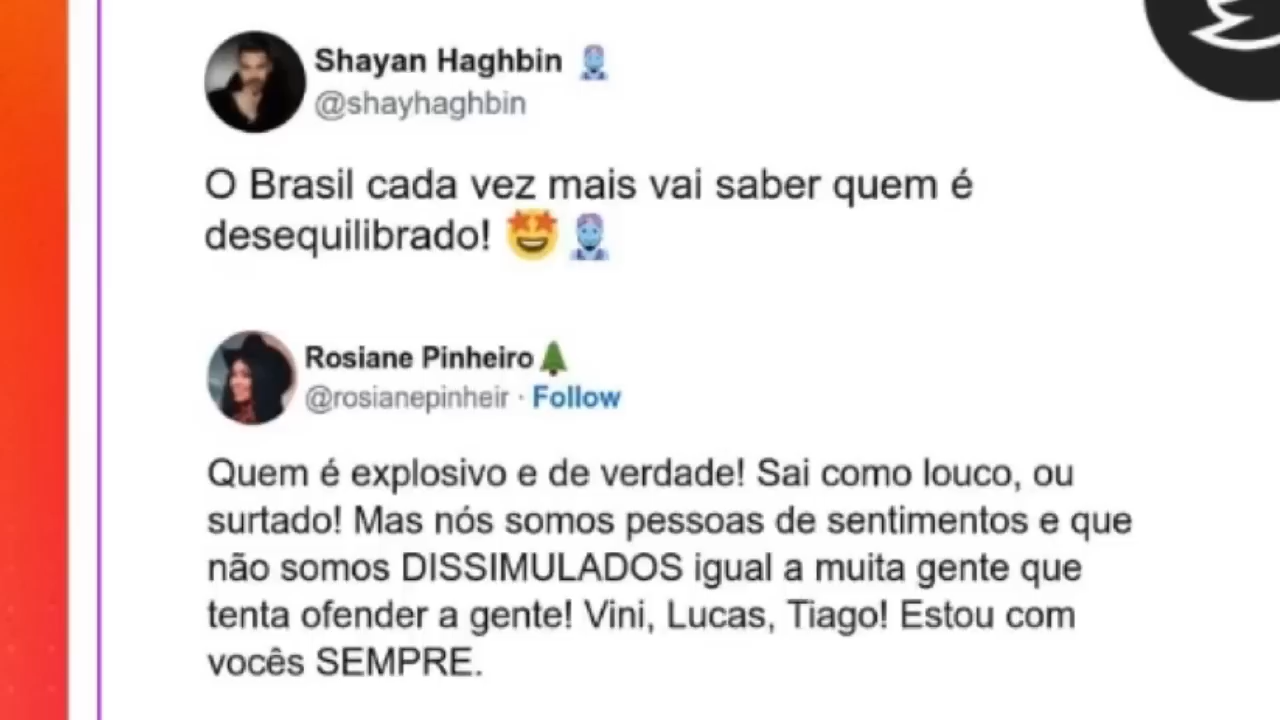 Shayan Haghbin
@shayhaghbin
O Brasil cada vez mais vai saber quem é
desequilibrado! 🤩
Rosiane Pinheiro🌲
@rosianepinheir · Follow
Quem é explosivo e de verdade! Sai como louco, ou
surtado! Mas nós somos pessoas de sentimentos e que
não somos DISSIMULADOS igual a muita gente que
tenta ofender a gente! Vini, Lucas, Tiago! Estou com
vocês SEMPRE.